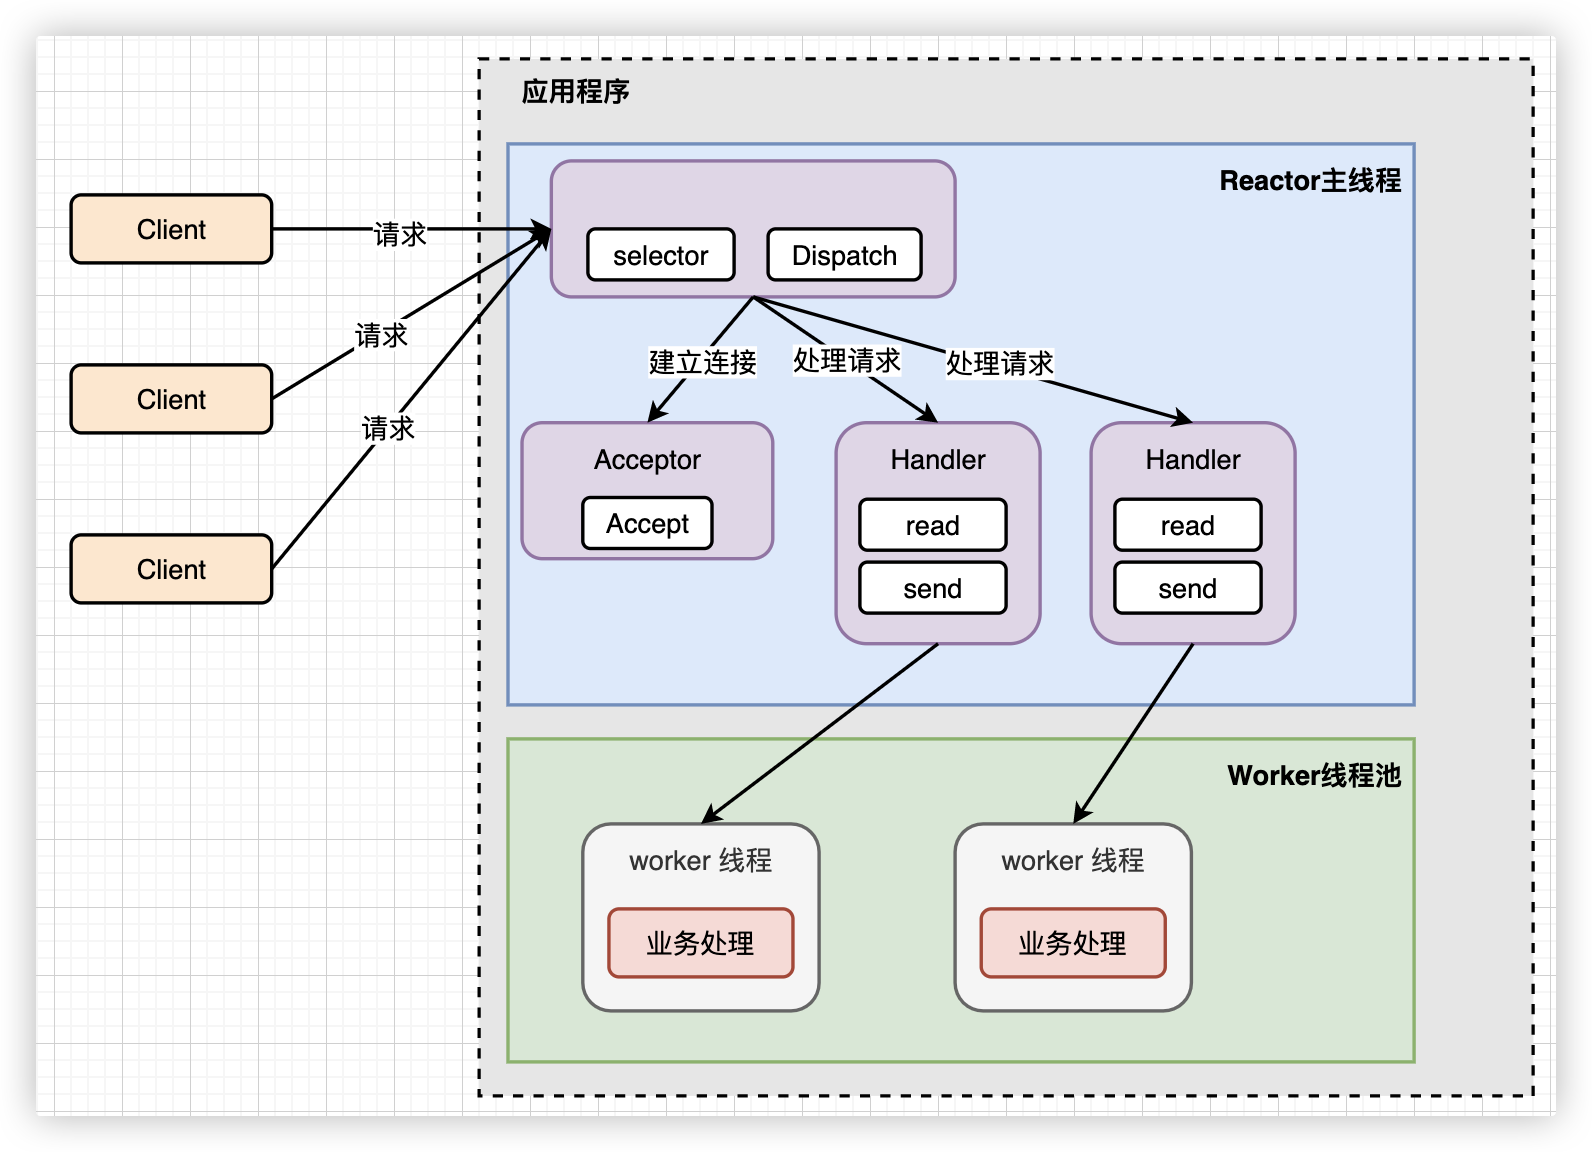 应用程序
Reactor主线程
Client
请求
selector
Dispatch
请求
建立连接
处理请求
处理请求
Client
请求
Acceptor
Handler
Handler
Accept
read
read
Client
send
send
Worker线程池
worker 线程
worker 线程
业务处理
业务处理